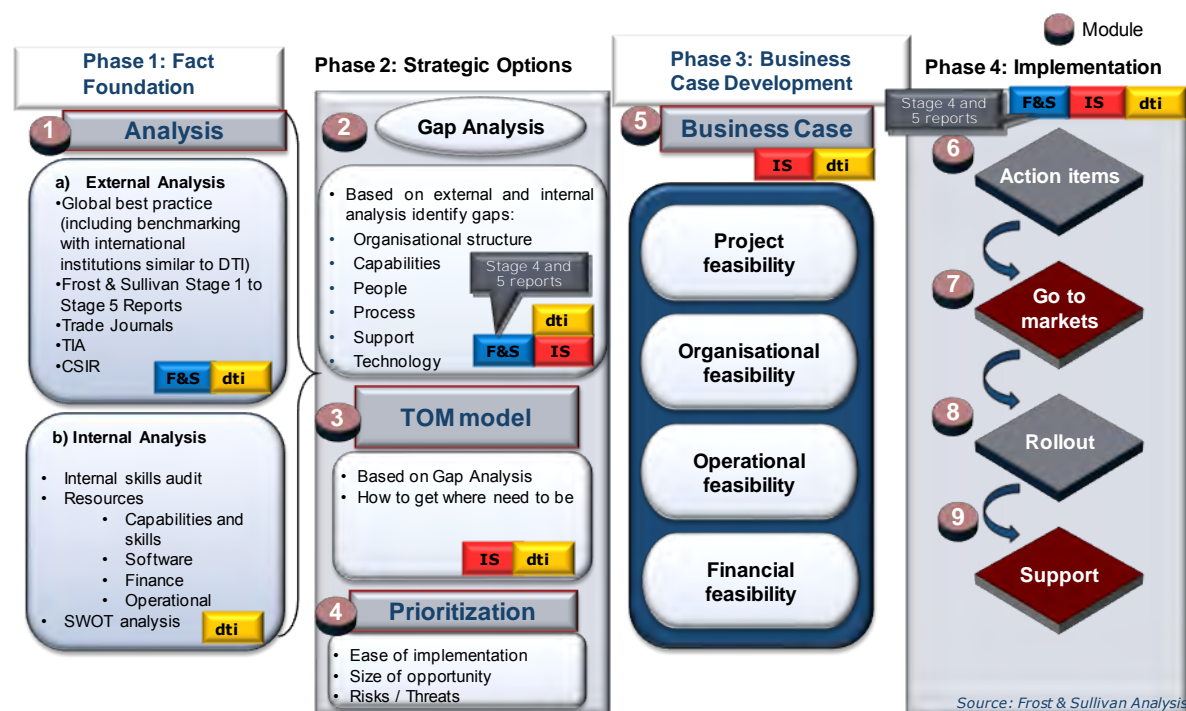 Module
Phase 1: Fact
Foundation
1
Analysis
a) External Analysis
•Global best practice
(including benchmarking
with international
institutions similar to DTI)
•Frost & Sullivan Stage 1 to
Stage 5 Reports
•Trade Journals
•TIA
•CSIR
F&S dti
b) Internal Analysis
• Internal skills audit
• Resources
• Capabilities and
skills
• Software
• Finance
• Operational
• SWOT analysis
dti
Phase 2: Strategic Options
2
Gap Analysis
• Based on external and internal
analysis identify gaps:
• Organisational structure
• Capabilities
• People
• Process
• Support
• Technology
Stage 4 and
5 reports
dti
F&S IS
3
TOM model
• Based on Gap Analysis
• How to get where need to be
IS dti
4
Prioritization
• Ease of implementation
• Size of opportunity
• Risks / Threats
Phase 3: Business
Case Development
5
Business Case
IS dti
Project
feasibility
Organisational
feasibility
Operational
feasibility
Financial
feasibility
Phase 4: Implementation
Stage 4 and
5 reports
F&S IS dti
6
Action items
7
Go to
markets
8
Rollout
9
Support
Source: Frost & Sullivan Analysis